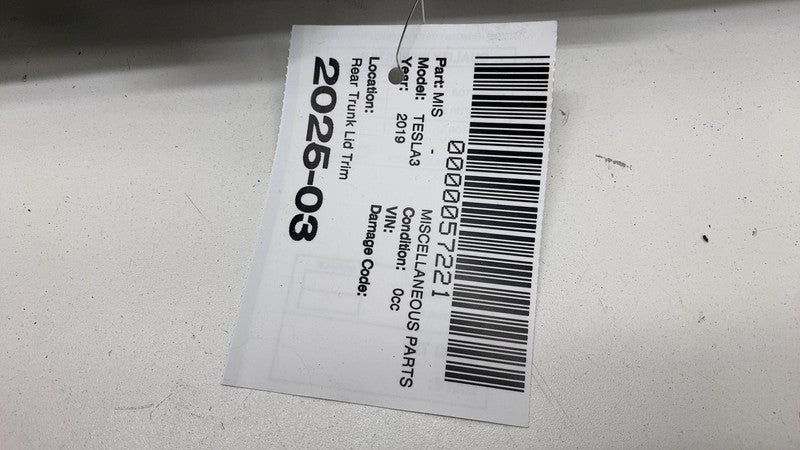 0000057221
Part: MIS - MISCELLANEOUS PARTS
Model: TESLA3 Condition: 0cc
Year: 2019 VIN:
Location: Damage Code:
Rear Trunk Lid Trim
2025-03